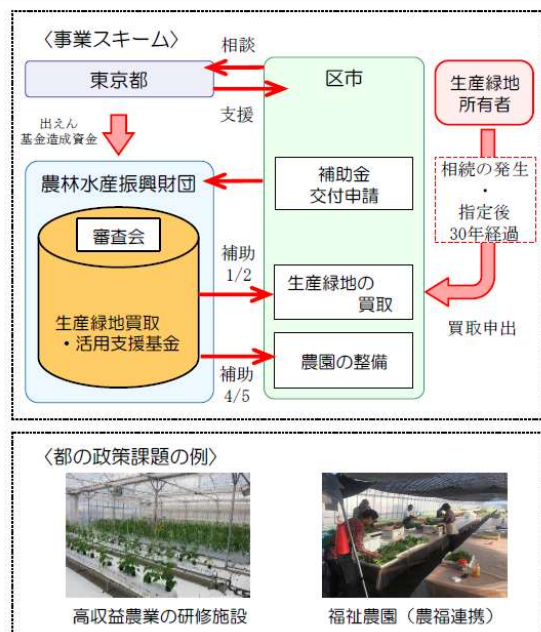 〈事業スキーム〉
相談
東京都
支援
区市
生産緑地
所有者
出えん
基金造成資金
農林水産振興財団
審査会
生産緑地買取
・活用支援基金
補助金
交付申請
補助
1/2
生産緑地の
買取
補助
4/5
農園の整備
相続の発生
・
指定後
30年経過
買取申出
〈都の政策課題の例〉
高収益農業の研修施設
福祉農園（農福連携）